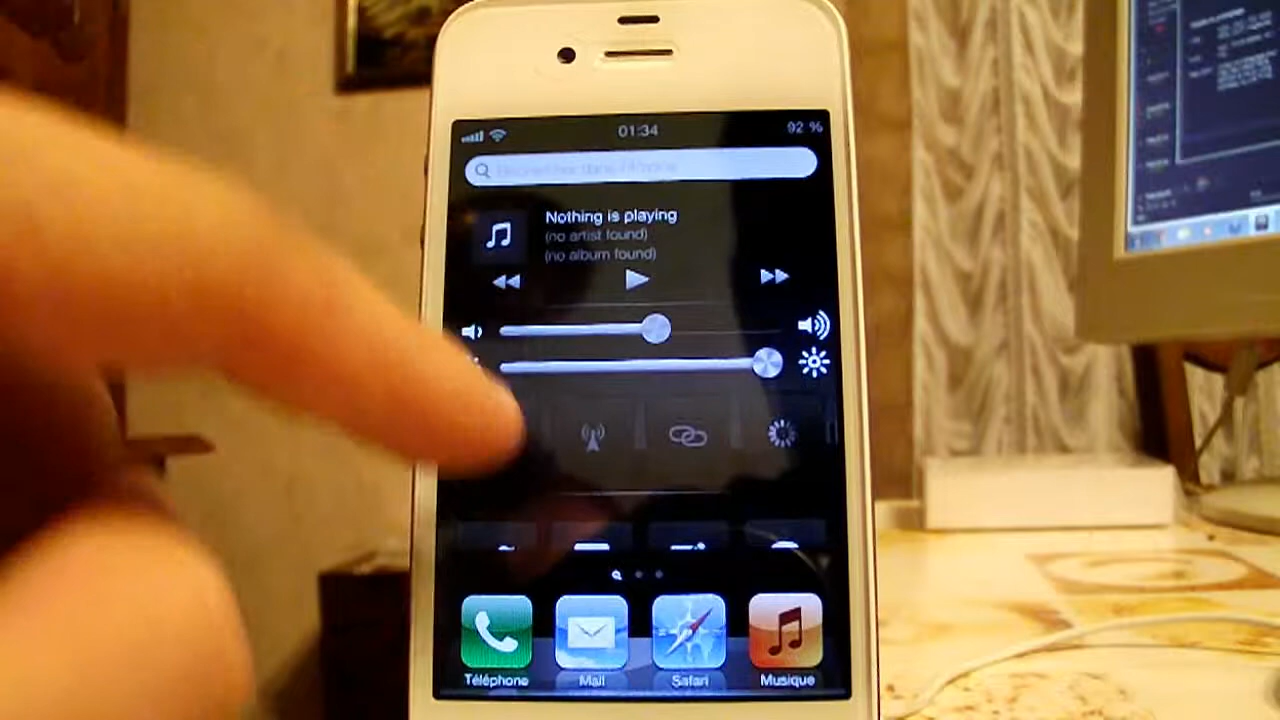 01:34
92 %
Nothing is playing
(no artist found)
(no album found)
Téléphone
Mail
Safari
Musique